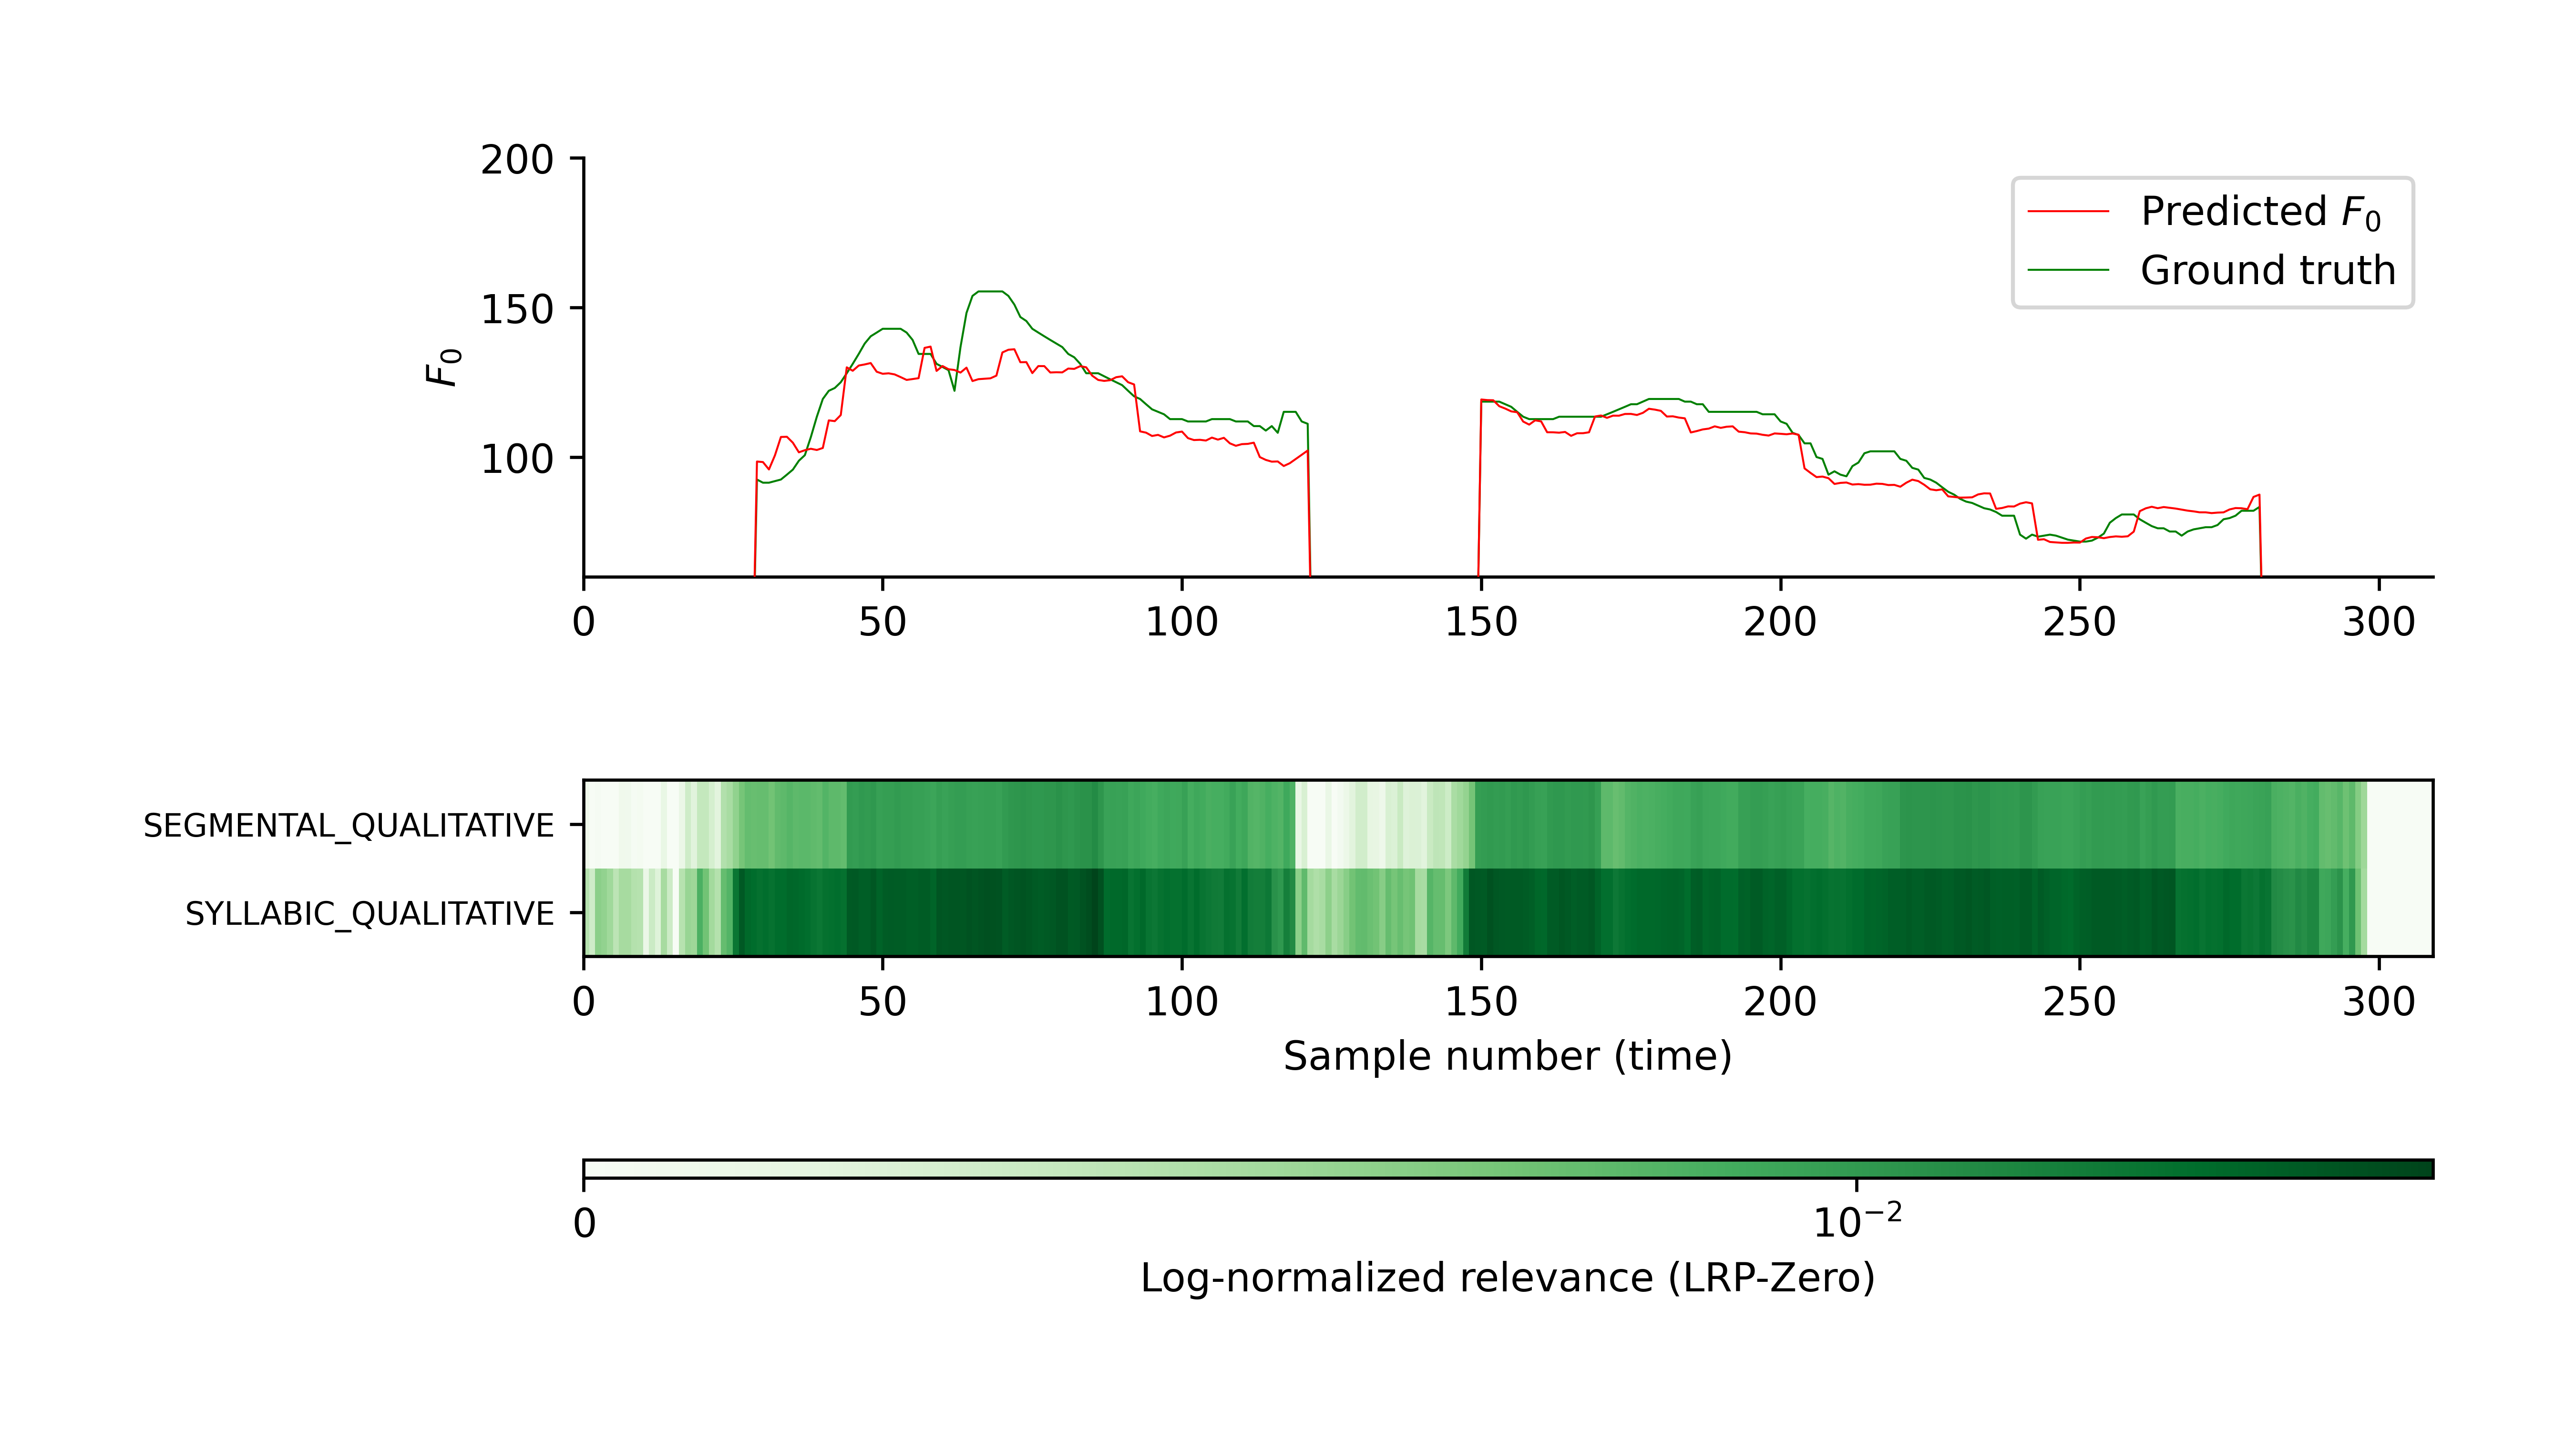 200
150
100
F₀
Predicted F₀
Ground truth
0 50 100 150 200 250 300
SEGMENTAL_QUALITATIVE
SYLLABIC_QUALITATIVE
0 50 100 150 200 250 300
Sample number (time)
0 10⁻²
Log-normalized relevance (LRP-Zero)